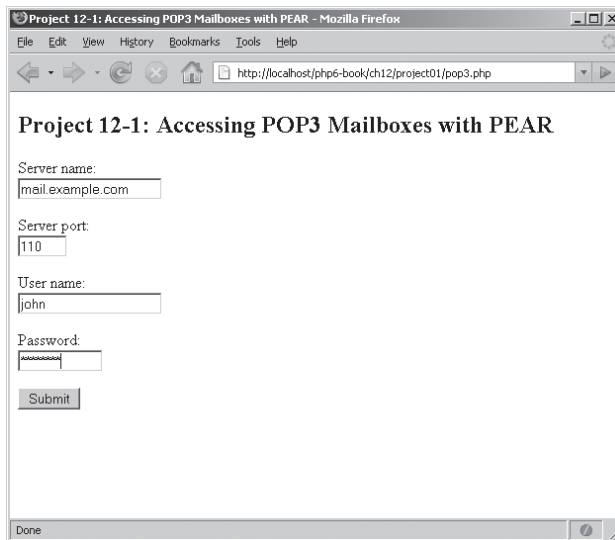 Project 12-1: Accessing POP3 Mailboxes with PEAR - Mozilla Firefox
File Edit View History Bookmarks Tools Help
http://localhost/php6-book/ch12/project01/pop3.php
Project 12-1: Accessing POP3 Mailboxes with PEAR
Server name:
mail.example.com
Server port:
110
User name:
john
Password:
********
Submit
Done